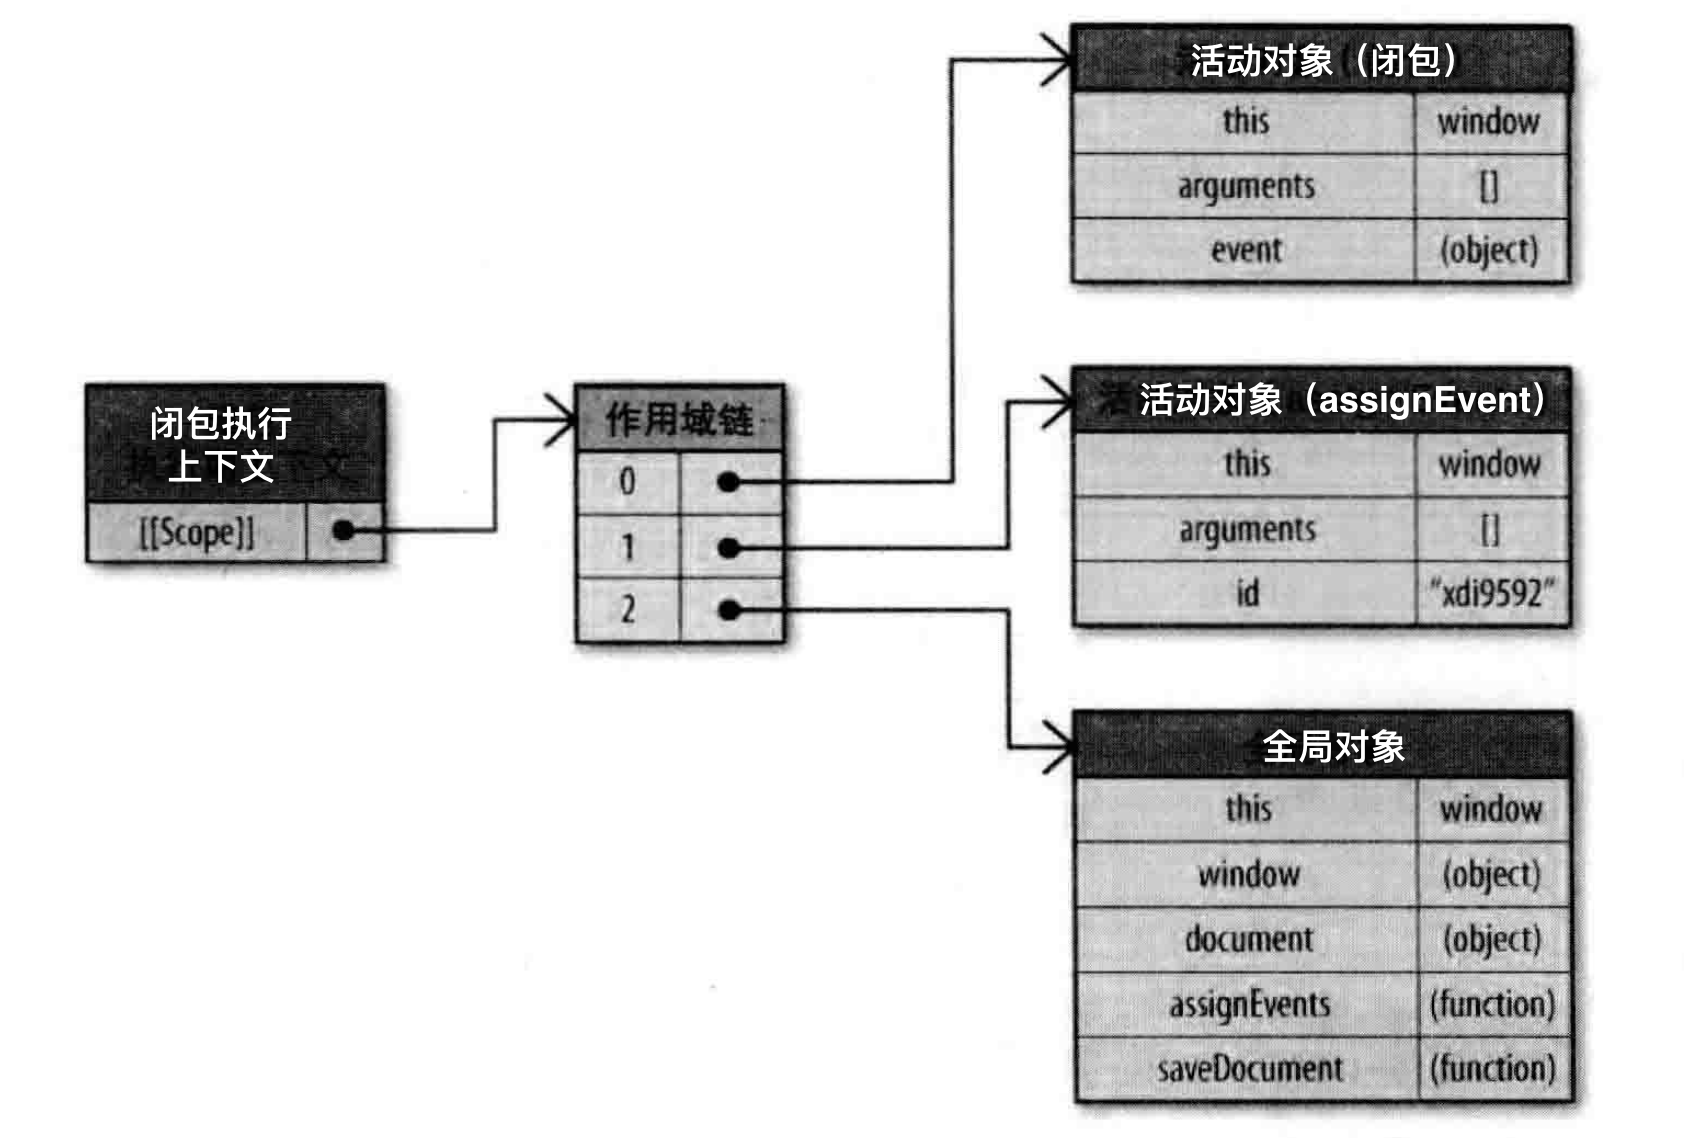 活动对象（闭包）
this window
arguments []
event (object)
闭包执行
上下文
[[Scope]]
作用域链
0
1
2
活动对象（assignEvent）
this window
arguments []
id “xdi9592”
全局对象
this window
window (object)
document (object)
assignEvents (function)
saveDocument (function)